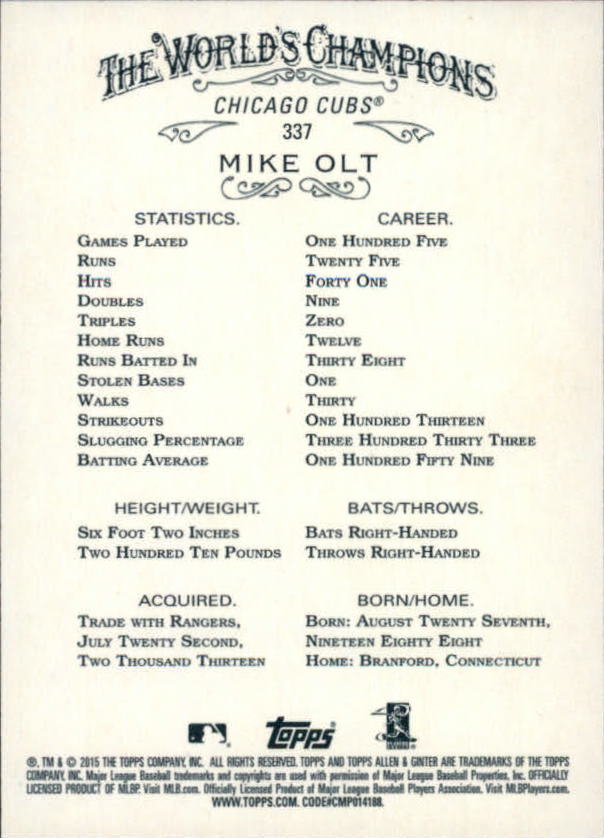 THE WORLD'S CHAMPIONS
CHICAGO CUBS®
337
MIKE OLT
STATISTICS. CAREER.
GAMES PLAYED ONE HUNDRED FIVE
RUNS TWENTY FIVE
HITS FORTY ONE
DOUBLES NINE
TRIPLES ZERO
HOME RUNS TWELVE
RUNS BATTED IN THIRTY EIGHT
STOLEN BASES ONE
WALKS THIRTY
STRIKEOUTS ONE HUNDRED THIRTEEN
SLUGGING PERCENTAGE THREE HUNDRED THIRTY THREE
BATTING AVERAGE ONE HUNDRED FIFTY NINE
HEIGHT/WEIGHT. BATS/THROWS.
SIX FOOT TWO INCHES BATS RIGHT-HANDED
TWO HUNDRED TEN POUNDS THROWS RIGHT-HANDED
ACQUIRED. BORN/HOME.
TRADE WITH RANGERS, BORN: AUGUST TWENTY SEVENTH,
JULY TWENTY SECOND, NINETEEN EIGHTY EIGHT
TWO THOUSAND THIRTEEN HOME: BRANFORD, CONNECTICUT
topps
®, TM & © 2015 THE TOPPS COMPANY, INC. ALL RIGHTS RESERVED. TOPPS AND TOPPS ALLEN & GINTER ARE TRADEMARKS OF THE TOPPS
COMPANY, INC. Major League Baseball trademarks and copyrights are used with permission of Major League Baseball Properties, Inc. OFFICIALLY
LICENSED PRODUCT OF MLBP. Visit MLB.com. Officially Licensed Product of Major League Baseball Players Association. Visit MLBPlayers.com.
WWW.TOPPS.COM. CODE#CMP014188.